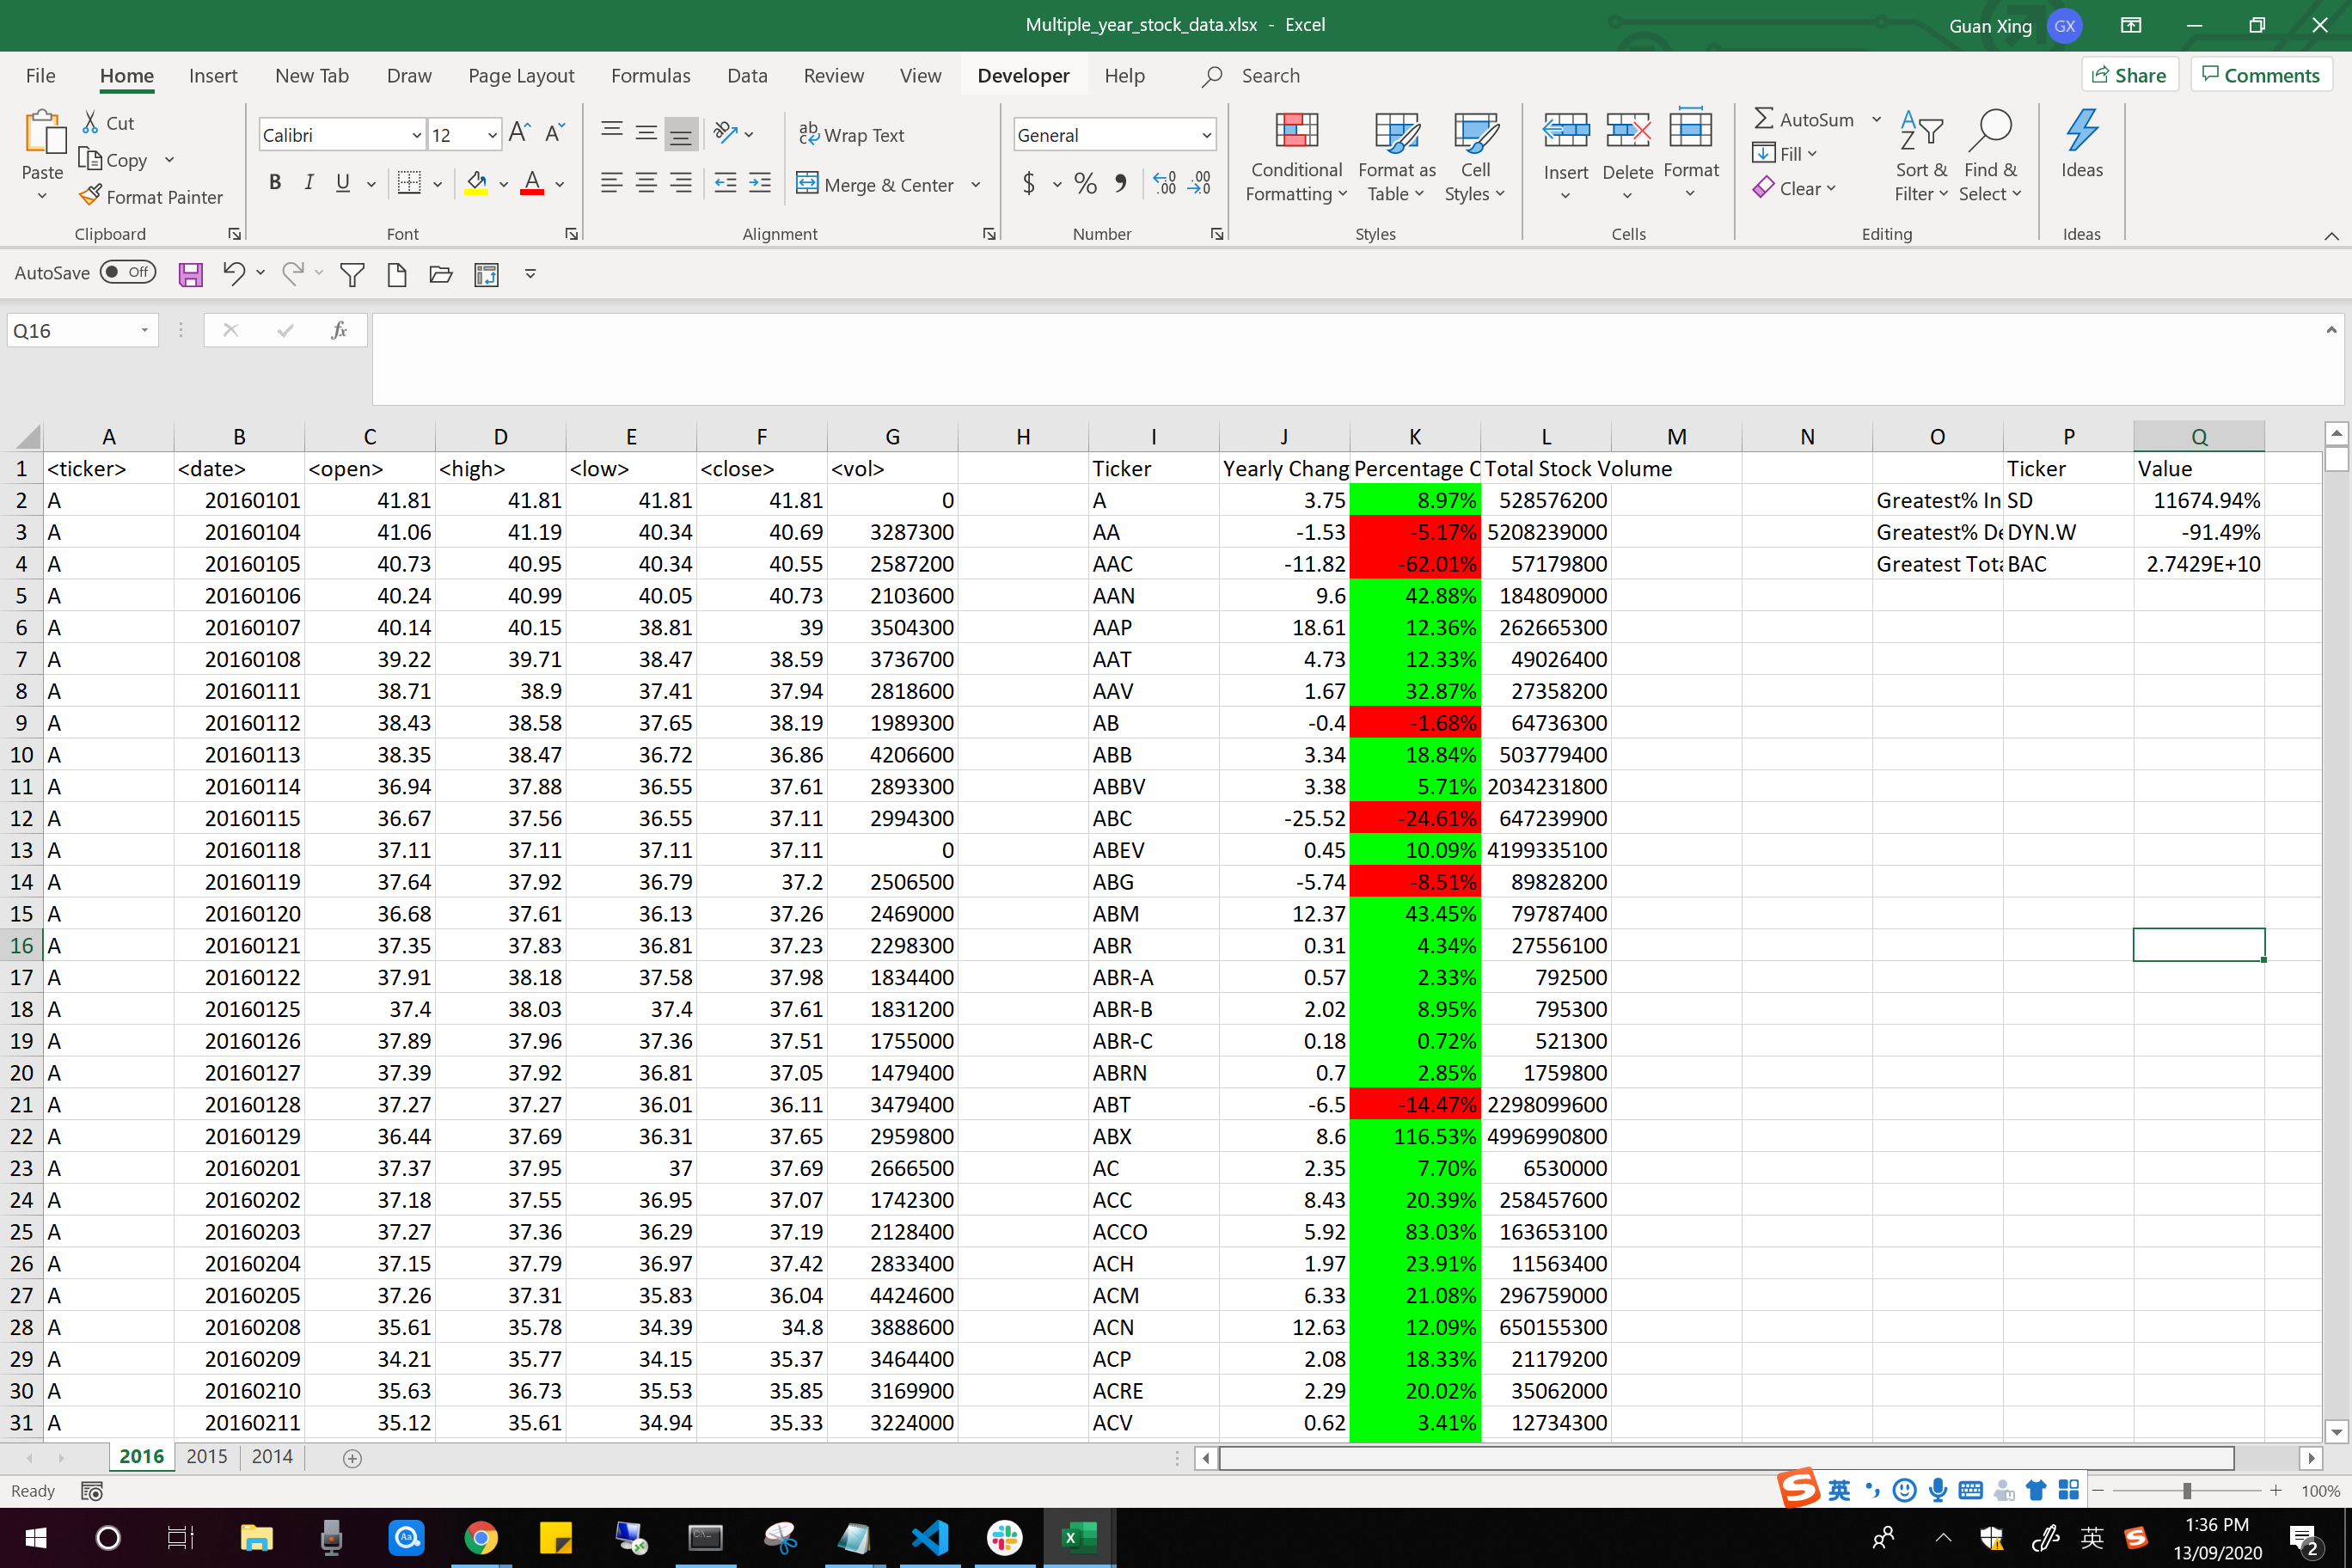 Multiple_year_stock_data.xlsx - Excel
Guan Xing GX
File Home Insert New Tab Draw Page Layout Formulas Data Review View Developer Help Search Share Comments
Paste Cut Copy Format Painter Clipboard
Calibri 12 A A B I U A Font
Wrap Text Merge & Center Alignment
General $ % Number
Conditional Formatting Format as Table Cell Styles Styles
Insert Delete Format Cells
AutoSum Fill Clear Sort & Filter Find & Select Editing
Ideas Ideas
AutoSave Off
Q16 fx
A B C D E F G H I J K L M N O P Q
1 <ticker> <date> <open> <high> <low> <close> <vol> Ticker Yearly Chang Percentage C Total Stock Volume Ticker Value
2 A 20160101 41.81 41.81 41.81 41.81 0 A 3.75 8.97% 528576200 Greatest% In SD 11674.94%
3 A 20160104 41.06 41.19 40.34 40.69 3287300 AA -1.53 -5.17% 5208239000 Greatest% De DYN.W -91.49%
4 A 20160105 40.73 40.95 40.34 40.55 2587200 AAC -11.82 -62.01% 57179800 Greatest Tota BAC 2.7429E+10
5 A 20160106 40.24 40.99 40.05 40.73 2103600 AAN 9.6 42.88% 184809000
6 A 20160107 40.14 40.15 38.81 39 3504300 AAP 18.61 12.36% 262665300
7 A 20160108 39.22 39.71 38.47 38.59 3736700 AAT 4.73 12.33% 49026400
8 A 20160111 38.71 38.9 37.41 37.94 2818600 AAV 1.67 32.87% 27358200
9 A 20160112 38.43 38.58 37.65 38.19 1989300 AB -0.4 -1.68% 64736300
10 A 20160113 38.35 38.47 36.72 36.86 4206600 ABB 3.34 18.84% 503779400
11 A 20160114 36.94 37.88 36.55 37.61 2893300 ABBV 3.38 5.71% 2034231800
12 A 20160115 36.67 37.56 36.55 37.11 2994300 ABC -25.52 -24.61% 647239900
13 A 20160118 37.11 37.11 37.11 37.11 0 ABEV 0.45 10.09% 4199335100
14 A 20160119 37.64 37.92 36.79 37.2 2506500 ABG -5.74 -8.51% 89828200
15 A 20160120 36.68 37.61 36.13 37.26 2469000 ABM 12.37 43.45% 79787400
16 A 20160121 37.35 37.83 36.81 37.23 2298300 ABR 0.31 4.34% 27556100
17 A 20160122 37.91 38.18 37.58 37.98 1834400 ABR-A 0.57 2.33% 792500
18 A 20160125 37.4 38.03 37.4 37.61 1831200 ABR-B 2.02 8.95% 795300
19 A 20160126 37.89 37.96 37.36 37.51 1755000 ABR-C 0.18 0.72% 521300
20 A 20160127 37.39 37.92 36.81 37.05 1479400 ABRN 0.7 2.85% 1759800
21 A 20160128 37.27 37.27 36.01 36.11 3479400 ABT -6.5 -14.47% 2298099600
22 A 20160129 36.44 37.69 36.31 37.65 2959800 ABX 8.6 116.53% 4996990800
23 A 20160201 37.37 37.95 37 37.69 2666500 AC 2.35 7.70% 6530000
24 A 20160202 37.18 37.55 36.95 37.07 1742300 ACC 8.43 20.39% 258457600
25 A 20160203 37.27 37.36 36.29 37.19 2128400 ACCO 5.92 83.03% 163653100
26 A 20160204 37.15 37.79 36.97 37.42 2833400 ACH 1.97 23.91% 11563400
27 A 20160205 37.26 37.31 35.83 36.04 4424600 ACM 6.33 21.08% 296759000
28 A 20160208 35.61 35.78 34.39 34.8 3888600 ACN 12.63 12.09% 650155300
29 A 20160209 34.21 35.77 34.15 35.37 3464400 ACP 2.08 18.33% 21179200
30 A 20160210 35.63 36.73 35.53 35.85 3169900 ACRE 2.29 20.02% 35062000
31 A 20160211 35.12 35.61 34.94 35.33 3224000 ACV 0.62 3.41% 12734300
2016 2015 2014
Ready 英 100%
英 1:36 PM
13/09/2020 2